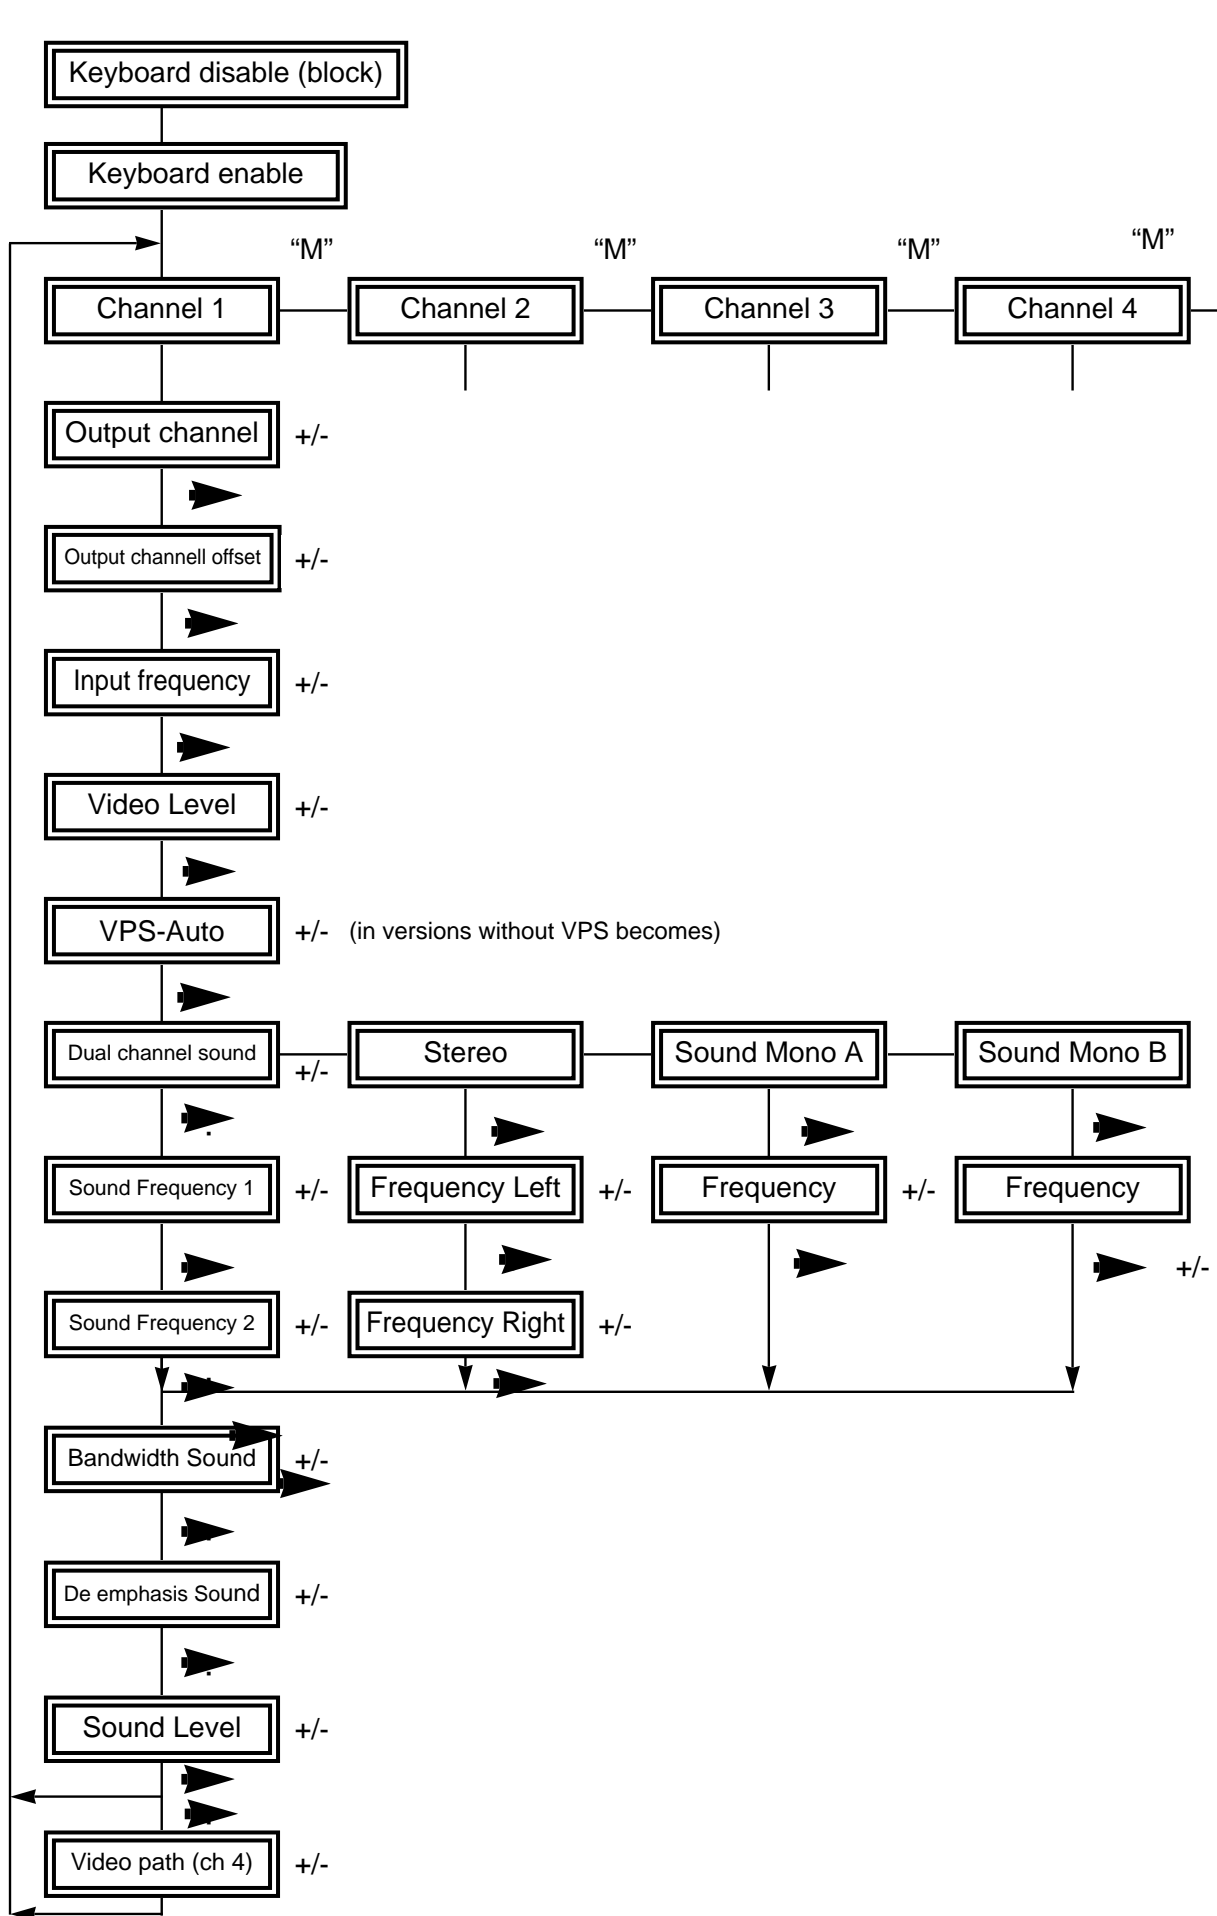 Keyboard disable (block)
Keyboard enable
“M” “M” “M” “M”
Channel 1 Channel 2 Channel 3 Channel 4
Output channel +/-
Output channell offset +/-
Input frequency +/-
Video Level +/-
VPS-Auto +/- (in versions without VPS becomes)
Dual channel sound +/- Stereo Sound Mono A Sound Mono B
Sound Frequency 1 +/- Frequency Left +/- Frequency +/- Frequency
+/-
Sound Frequency 2 +/- Frequency Right +/-
Bandwidth Sound +/-
De emphasis Sound +/-
Sound Level +/-
Video path (ch 4) +/-